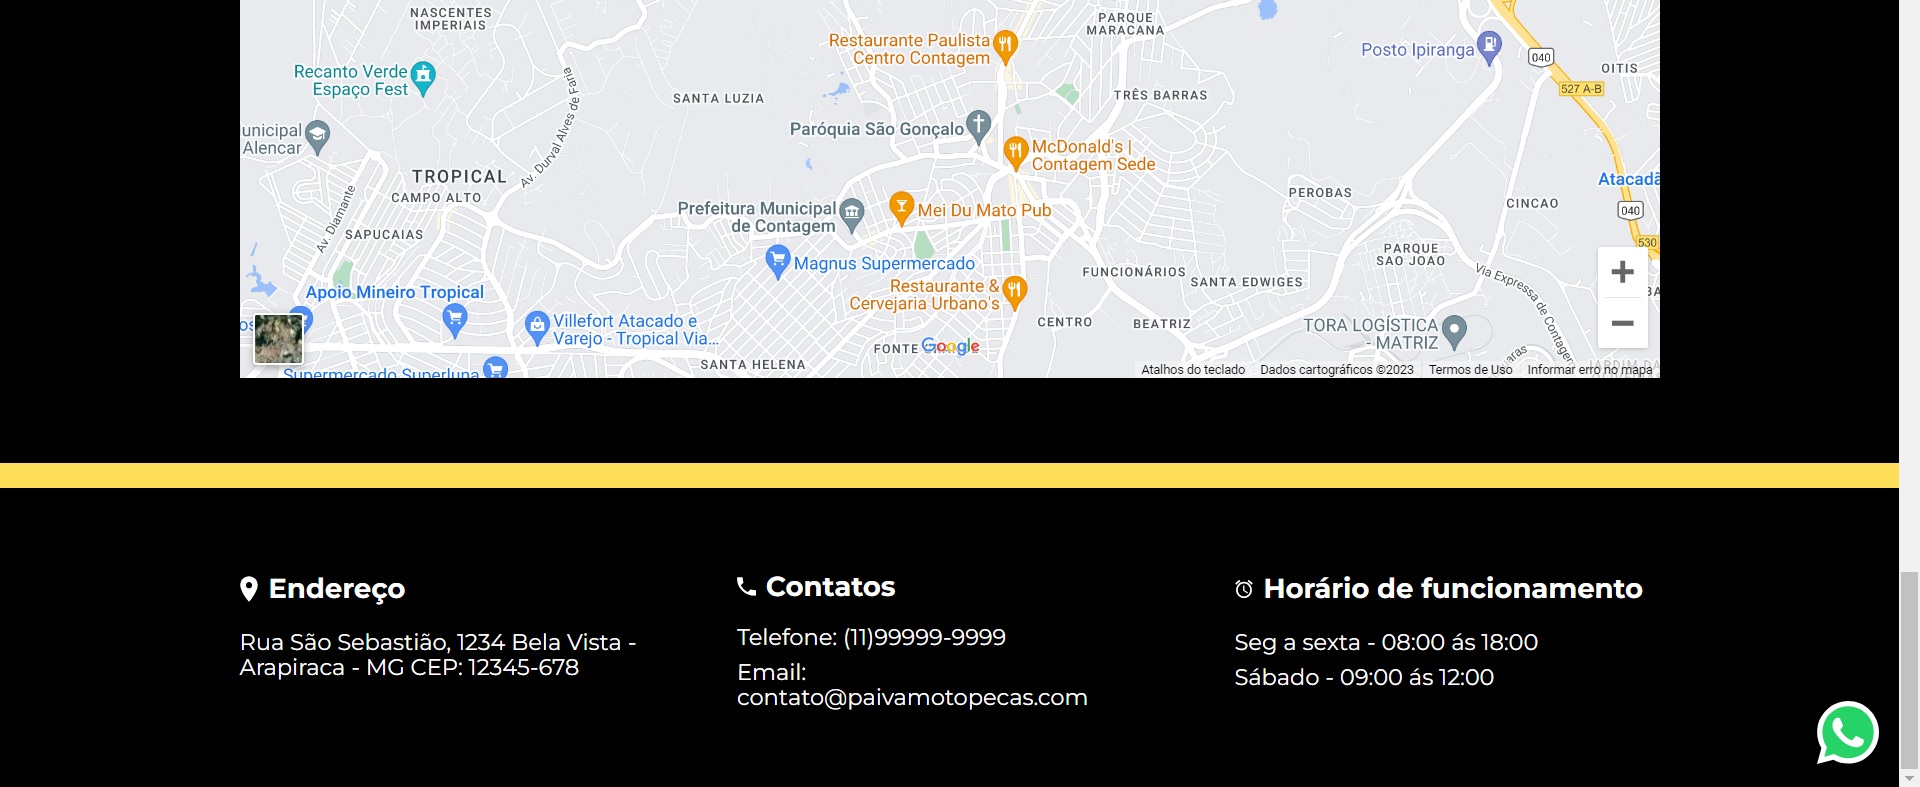 NASCENTES
IMPERIAIS
PARQUE
MARACANA
Restaurante Paulista
Centro Contagem
Posto Ipiranga
040
OITIS
527 A-B
Recanto Verde
Espaço Fest
Av. Durval Alves de Faria
SANTA LUZIA
TRÊS BARRAS
unicipal
Alencar
Paróquia São Gonçalo
McDonald's |
Contagem Sede
TROPICAL
CAMPO ALTO
Av. Diamante
SAPUCAIAS
PEROBAS
CINCAO
Atacadã
040
530
Prefeitura Municipal
de Contagem
Mei Du Mato Pub
PARQUE
SAO JOAO
Magnus Supermercado
FUNCIONÁRIOS
SANTA EDWIGES
Via Expressa de Contagem
Apoio Mineiro Tropical
Restaurante &
Cervejaria Urbano's
BA
os
Villefort Atacado e
Varejo - Tropical Via...
CENTRO
BEATRIZ
TORA LOGÍSTICA
- MATRIZ
FONTE
Google
SANTA HELENA
aras
JARDIM DA
Supermercado Superluna
Atalhos do teclado
Dados cartográficos ©2023
Termos de Uso
Informar erro no mapa
Endereço
Rua São Sebastião, 1234 Bela Vista -
Arapiraca - MG CEP: 12345-678
Contatos
Telefone: (11)99999-9999
Email:
contato@paivamotopecas.com
Horário de funcionamento
Seg a sexta - 08:00 ás 18:00
Sábado - 09:00 ás 12:00